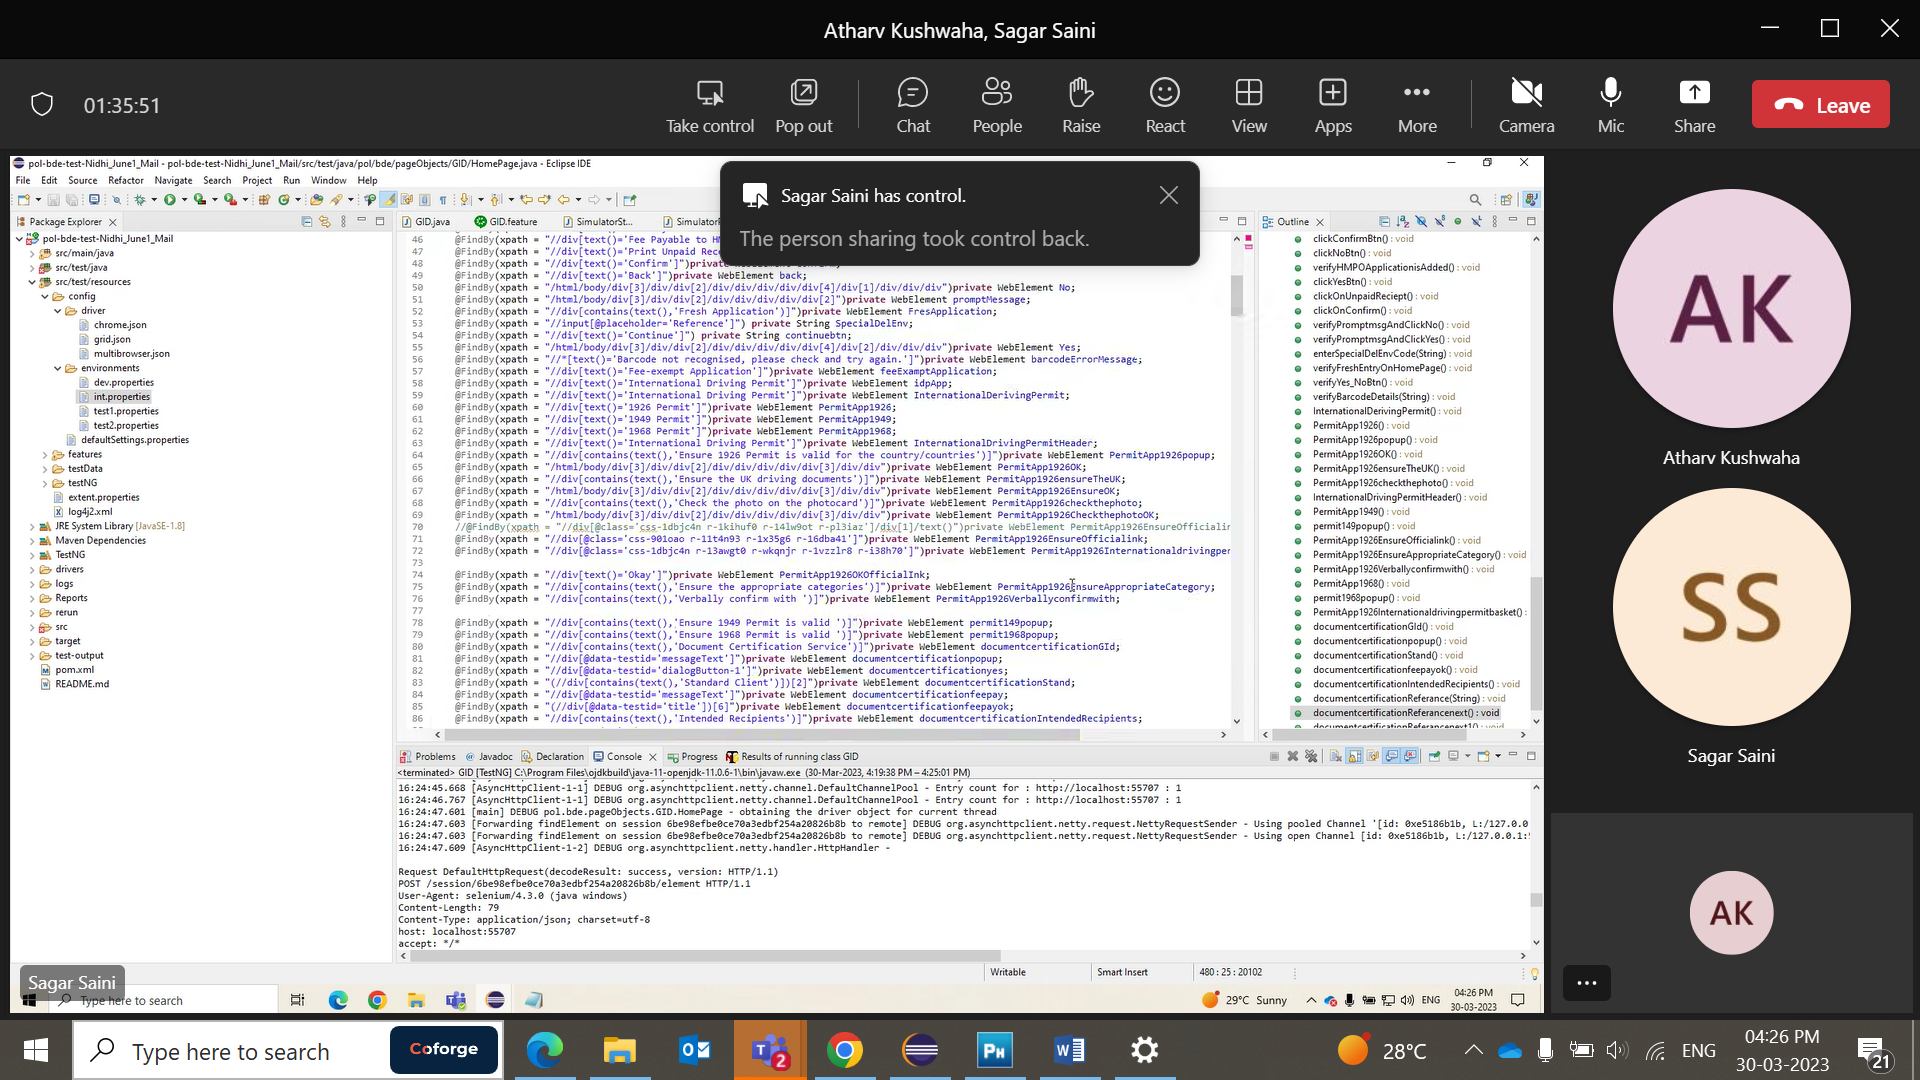 Atharv Kushwaha, Sagar Saini
01:35:51
Take control
Pop out
Chat
People
Raise
React
View
Apps
More
Camera
Mic
Share
Leave
pol-bde-test-Nidhi_June1_Mail - pol-bde-test-Nidhi_June1_Mail/src/test/java/pol/bde/pageObjects/GID/HomePage.java - Eclipse IDE
File Edit Source Refactor Navigate Search Project Run Window Help
Sagar Saini has control.
The person sharing took control back.
Package Explorer
pol-bde-test-Nidhi_June1_Mail
src/main/java
src/test/java
src/test/resources
config
driver
chrome.json
grid.json
multibrowser.json
environments
dev.properties
int.properties
test1.properties
test2.properties
defaultSettings.properties
features
testData
testNG
extent.properties
log4j2.xml
JRE System Library [JavaSE-1.8]
Maven Dependencies
TestNG
drivers
logs
Reports
rerun
src
target
test-output
pom.xml
README.md
GID.java
GID.feature
SimulatorSt...
Simulator
46 @FindBy(xpath = "//div[text()='Fee Payable to HM
47 @FindBy(xpath = "//div[text()='Print Unpaid Rece
48 @FindBy(xpath = "//div[text()='Confirm']")private
49 @FindBy(xpath = "//div[text()='Back']")private WebElement back;
50 @FindBy(xpath = "/html/body/div[3]/div/div[2]/div/div/div/div[4]/div[1]/div/div/div")private WebElement No;
51 @FindBy(xpath = "/html/body/div[3]/div/div[2]/div/div/div/div[2]")private WebElement promptMessage;
52 @FindBy(xpath = "//div[contains(text(),'Fresh Application')]")private WebElement FresApplication;
53 @FindBy(xpath = "//input[@placeholder='Reference']") private String SpecialDelEnv;
54 @FindBy(xpath = "//div[text()='Continue']") private String continuebtn;
55 @FindBy(xpath = "/html/body/div[3]/div/div[2]/div/div/div/div[4]/div[2]/div/div")private WebElement Yes;
56 @FindBy(xpath = "//*[text()='Barcode not recognised, please check and try again.']")private WebElement barcodeErrorMessage;
57 @FindBy(xpath = "//div[text()='Fee-exempt Application']")private WebElement feeExamptApplication;
58 @FindBy(xpath = "//div[text()='International Driving Permit']")private WebElement idpApp;
59 @FindBy(xpath = "//div[text()='International Driving Permit']")private WebElement InternationalDerivingPermit;
60 @FindBy(xpath = "//div[text()='1926 Permit']")private WebElement PermitApp1926;
61 @FindBy(xpath = "//div[text()='1949 Permit']")private WebElement PermitApp1949;
62 @FindBy(xpath = "//div[text()='1968 Permit']")private WebElement PermitApp1968;
63 @FindBy(xpath = "//div[text()='International Driving Permit']")private WebElement InternationalDrivingPermitHeader;
64 @FindBy(xpath = "//div[contains(text(),'Ensure 1926 Permit is valid for the country/countries')]")private WebElement PermitApp1926popup;
65 @FindBy(xpath = "/html/body/div[3]/div/div[2]/div/div/div/div[3]/div/div")private WebElement PermitApp1926OK;
66 @FindBy(xpath = "//div[contains(text(),'Ensure the UK driving documents')]")private WebElement PermitApp1926ensureTheUK;
67 @FindBy(xpath = "/html/body/div[3]/div/div[2]/div/div/div/div[3]/div/div")private WebElement PermitApp1926EnsureOK;
68 @FindBy(xpath = "//div[contains(text(),'Check the photo on the photocard')]")private WebElement PermitApp1926checkthephoto;
69 @FindBy(xpath = "/html/body/div[3]/div/div[2]/div/div/div/div[3]/div/div")private WebElement PermitApp1926CheckthephotoOK;
70 //@FindBy(xpath = "//div[@class='css-1dbjc4n r-1kihuf0 r-14lw9ot r-pl3iaz']/div[1]/text()")private WebElement PermitApp1926EnsureOfficialin
71 @FindBy(xpath = "//div[@class='css-901oao r-11t4n93 r-1x35g6 r-16dba41']")private WebElement PermitApp1926EnsureOfficialink;
72 @FindBy(xpath = "//div[@class='css-1dbjc4n r-13awgt0 r-wkqnjr r-1vzzlr8 r-i38h70']")private WebElement PermitApp1926Internationaldrivingper
73
74 @FindBy(xpath = "//div[text()='Okay']")private WebElement PermitApp1926OKOfficialInk;
75 @FindBy(xpath = "//div[contains(text(),'Ensure the appropriate categories')]")private WebElement PermitApp1926EnsureAppropriateCategory;
76 @FindBy(xpath = "//div[contains(text(),'Verbally confirm with ')]")private WebElement PermitApp1926Verballyconfirmwith;
77
78 @FindBy(xpath = "//div[contains(text(),'Ensure 1949 Permit is valid ')]")private WebElement permit149popup;
79 @FindBy(xpath = "//div[contains(text(),'Ensure 1968 Permit is valid ')]")private WebElement permit1968popup;
80 @FindBy(xpath = "//div[contains(text(),'Document Certification Service')]")private WebElement documentcertificationGId;
81 @FindBy(xpath = "//div[@data-testid='messageText']")private WebElement documentcertificationpopup;
82 @FindBy(xpath = "//div[@data-testid='dialogButton-1']")private WebElement documentcertificationyes;
83 @FindBy(xpath = "(//div[contains(text(),'Standard Client')])[2]")private WebElement documentcertificationStand;
84 @FindBy(xpath = "//div[@data-testid='messageText']")private WebElement documentcertificationfeepay;
85 @FindBy(xpath = "(//div[@data-testid='title'])[6]")private WebElement documentcertificationfeepayok;
86 @FindBy(xpath = "//div[contains(text(),'Intended Recipients')]")private WebElement documentcertificationIntendedRecipients;
Outline
clickConfirmBtn() : void
clickNoBtn() : void
verifyHMPOApplicationisAdded() : void
clickYesBtn() : void
clickOnUnpaidReciept() : void
clickOnConfirm() : void
verifyPromptmsgAndClickNo() : void
verifyPromptmsgAndClickYes() : void
enterSpecialDelEnvCode(String) : void
verifyFreshEntryOnHomePage() : void
verifyYes_NoBtn() : void
verifyBarcodeDetails(String) : void
InternationalDerivingPermit() : void
PermitApp1926() : void
PermitApp1926popup() : void
PermitApp1926OK() : void
PermitApp1926ensureTheUK() : void
PermitApp1926checkthephoto() : void
InternationalDrivingPermitHeader() : void
PermitApp1949() : void
permit149popup() : void
PermitApp1926EnsureOfficialink() : void
PermitApp1926EnsureAppropriateCategory() : void
PermitApp1926Verballyconfirmwith() : void
PermitApp1968() : void
permit1968popup() : void
PermitApp1926Internationaldrivingpermitbasket() :
documentcertificationGId() : void
documentcertificationpopup() : void
documentcertificationStand() : void
documentcertificationfeepayok() : void
documentcertificationIntendedRecipients() : void
documentcertificationReferance(String) : void
documentcertificationReferancenext() : void
documentcertificationReferancenext1() : void
Problems
Javadoc
Declaration
Console
Progress
Results of running class GID
<terminated> GID [TestNG] C:\Program Files\ojdkbuild\java-11-openjdk-11.0.6-1\bin\javaw.exe (30-Mar-2023, 4:19:38 PM – 4:25:01 PM)
16:24:45.668 [AsyncHttpClient-1-1] DEBUG org.asynchttpclient.netty.channel.DefaultChannelPool - Entry count for : http://localhost:55707 : 1
16:24:46.767 [AsyncHttpClient-1-1] DEBUG org.asynchttpclient.netty.channel.DefaultChannelPool - Entry count for : http://localhost:55707 : 1
16:24:47.601 [main] DEBUG pol.bde.pageObjects.GID.HomePage - obtaining the driver object for current thread
16:24:47.603 [Forwarding findElement on session 6be98efbe0ce70a3edbf254a20826b8b to remote] DEBUG org.asynchttpclient.netty.request.NettyRequestSender - Using pooled Channel '[id: 0xe5186b1b, L:/127.0.0
16:24:47.603 [Forwarding findElement on session 6be98efbe0ce70a3edbf254a20826b8b to remote] DEBUG org.asynchttpclient.netty.request.NettyRequestSender - Using open Channel [id: 0xe5186b1b, L:/127.0.0.1:
16:24:47.609 [AsyncHttpClient-1-2] DEBUG org.asynchttpclient.netty.handler.HttpHandler -
Request DefaultHttpRequest(decodeResult: success, version: HTTP/1.1)
POST /session/6be98efbe0ce70a3edbf254a20826b8b/element HTTP/1.1
User-Agent: selenium/4.3.0 (java windows)
Content-Length: 79
Content-Type: application/json; charset=utf-8
host: localhost:55707
accept: */*
Writable
Smart Insert
480 : 25 : 20102
Sagar Saini
Type here to search
29°C Sunny
ENG
04:26 PM
30-03-2023
AK
Atharv Kushwaha
SS
Sagar Saini
AK
Type here to search
Coforge
2
Ph
28°C
ENG
04:26 PM
30-03-2023
21